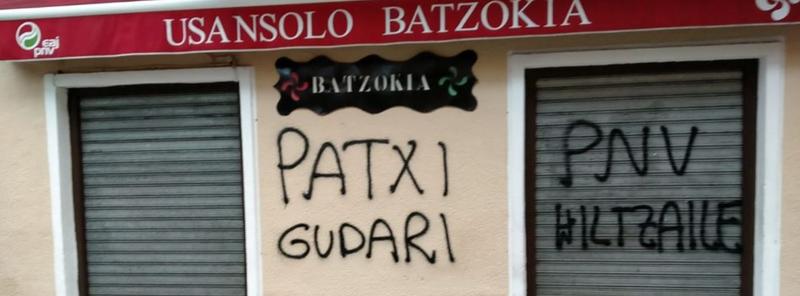 eaj
pnv
USANSOLO BATZOKIA
BATZOKIA
PATXI
GUDARI
PNV
HILTZAILE